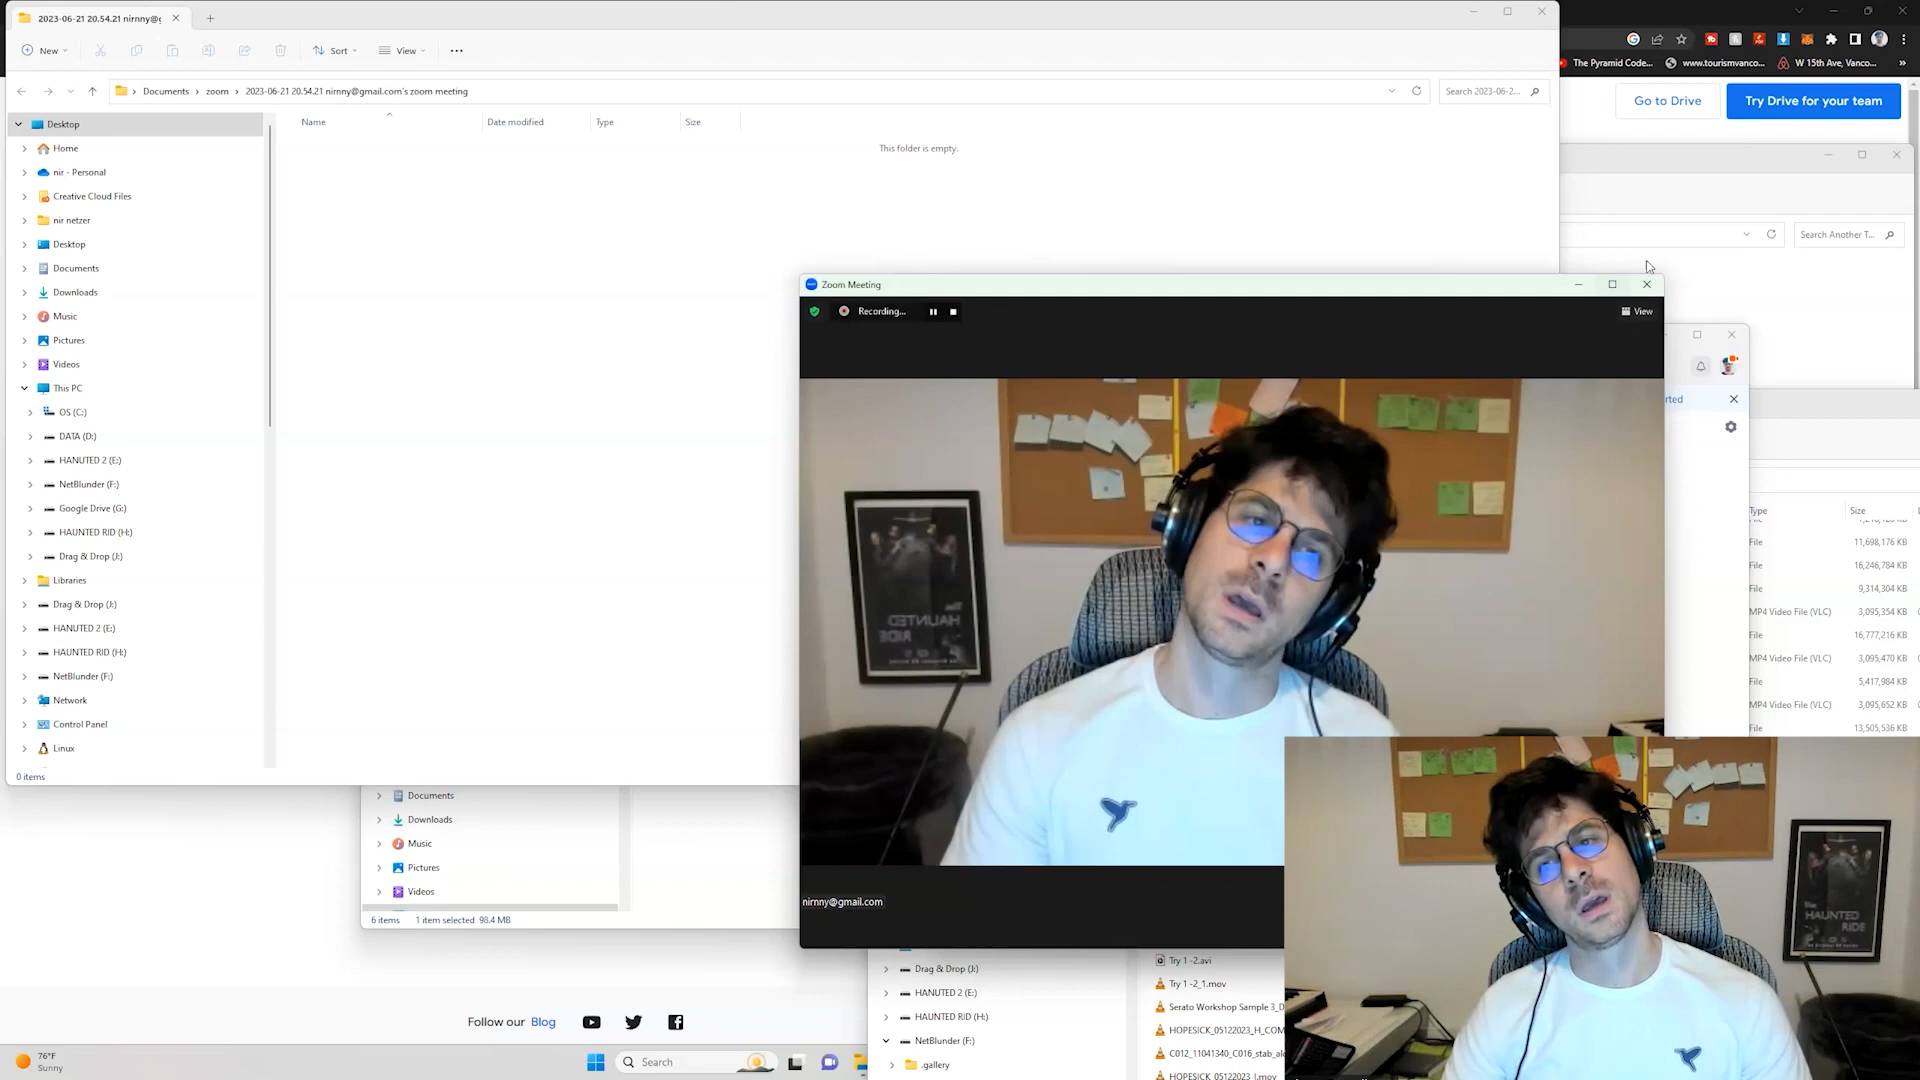 2023-06-21 20.54.21 nirnny@g
New
Sort
View
Documents
zoom
2023-06-21 20.54.21 nirnny@gmail.com's zoom meeting
Search 2023-06-2...
Desktop
Home
nir - Personal
Creative Cloud Files
nir netzer
Desktop
Documents
Downloads
Music
Pictures
Videos
This PC
OS (C:)
DATA (D:)
HANUTED 2 (E:)
NetBlunder (F:)
Google Drive (G:)
HAUNTED RID (H:)
Drag & Drop (J:)
Libraries
Drag & Drop (J:)
HANUTED 2 (E:)
HAUNTED RID (H:)
NetBlunder (F:)
Network
Control Panel
Linux
0 items
Name
Date modified
Type
Size
This folder is empty.
The Pyramid Code...
www.tourismvanco...
W 15th Ave, Vanco...
Go to Drive
Try Drive for your team
Search Another T...
Zoom Meeting
Recording...
View
The
HAUNTED
RIDE
nirnny@gmail.com
rted
Type
Size
File
11,698,176 KB
File
16,246,784 KB
File
9,314,304 KB
MP4 Video File (VLC)
3,095,354 KB
File
16,777,216 KB
MP4 Video File (VLC)
3,095,470 KB
File
5,417,984 KB
MP4 Video File (VLC)
3,095,652 KB
File
13,505,536 KB
The
HAUNTED
RIDE
Documents
Downloads
Music
Pictures
Videos
6 items
1 item selected 98.4 MB
Drag & Drop (J:)
HANUTED 2 (E:)
HAUNTED RID (H:)
NetBlunder (F:)
.gallery
Try 1 -2.avi
Try 1 -2_1.mov
Serato Workshop Sample 3_D
HOPESICK_05122023_H_COM
C012_11041340_C016_stab_al
HOPESICK_05122023_I.mov
Follow our Blog
76°F
Sunny
Search